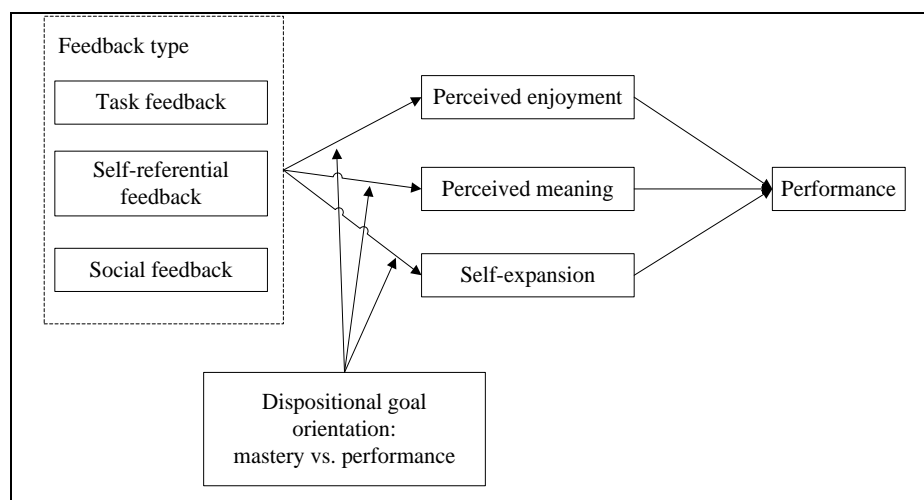 Feedback type
Task feedback
Self-referential
feedback
Social feedback
Perceived enjoyment
Perceived meaning
Self-expansion
Performance
Dispositional goal
orientation:
mastery vs. performance